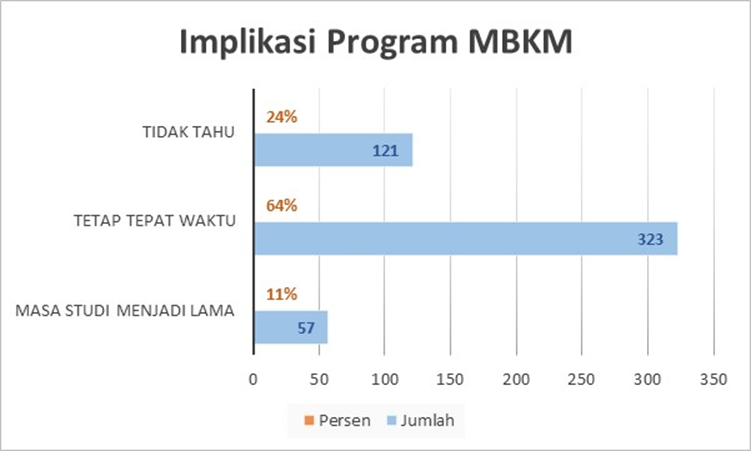 Implikasi Program MBKM
24%
TIDAK TAHU
121
64%
TETAP TEPAT WAKTU
323
11%
MASA STUDI MENJADI LAMA
57
0 50 100 150 200 250 300 350
Persen Jumlah